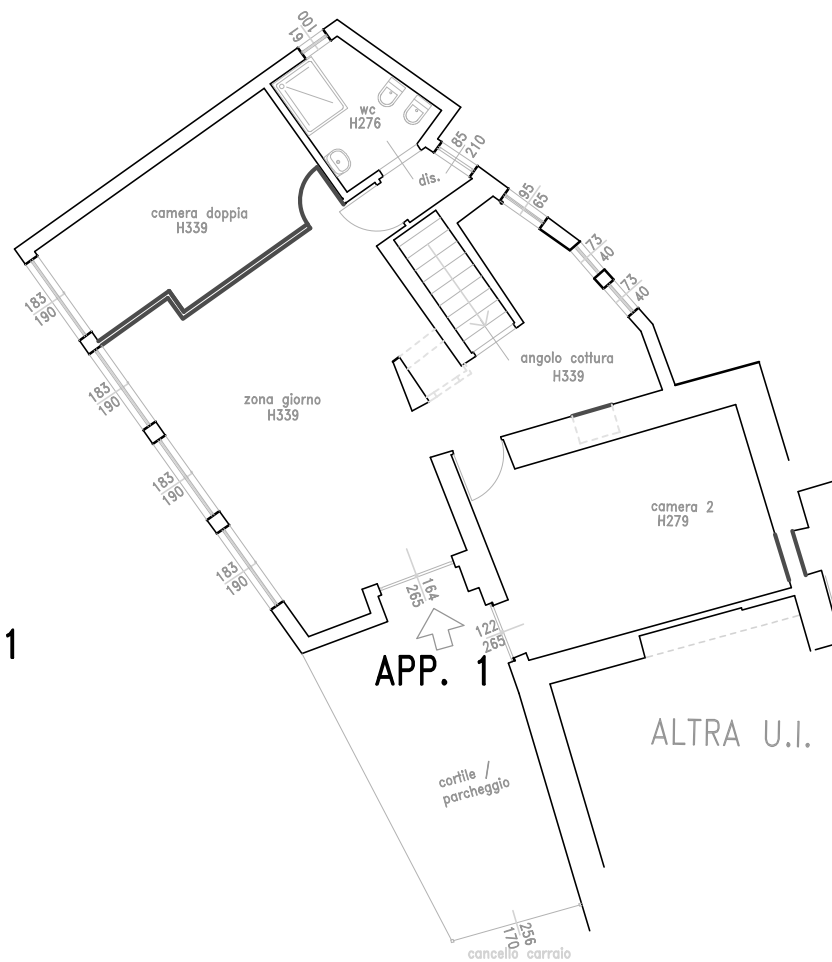 100
61
wc
H276
85
210
dis.
95
65
camera doppia
H339
73
40
73
40
183
190
angolo cottura
H339
183
190
zona giorno
H339
183
190
camera 2
H279
183
190
164
265
122
265
1
APP. 1
ALTRA U.I.
cortile /
parcheggio
256
170
cancello carraio